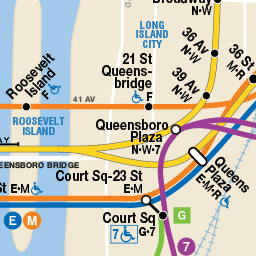 Broadway
N•W
LONG
ISLAND
CITY
36 Av
N•W
36 St
M•R
21 St
Queens-
bridge
F
39 Av
N•W
Roosevelt
Island
F
41 AV
ROOSEVELT
ISLAND
Queensboro
Plaza
N•W•7
QUEENSBORO BRIDGE
Queens
Plaza
E•M•R
Court Sq-23 St
E•M
St E•M
Court Sq
G•7
7
G
E
M
7